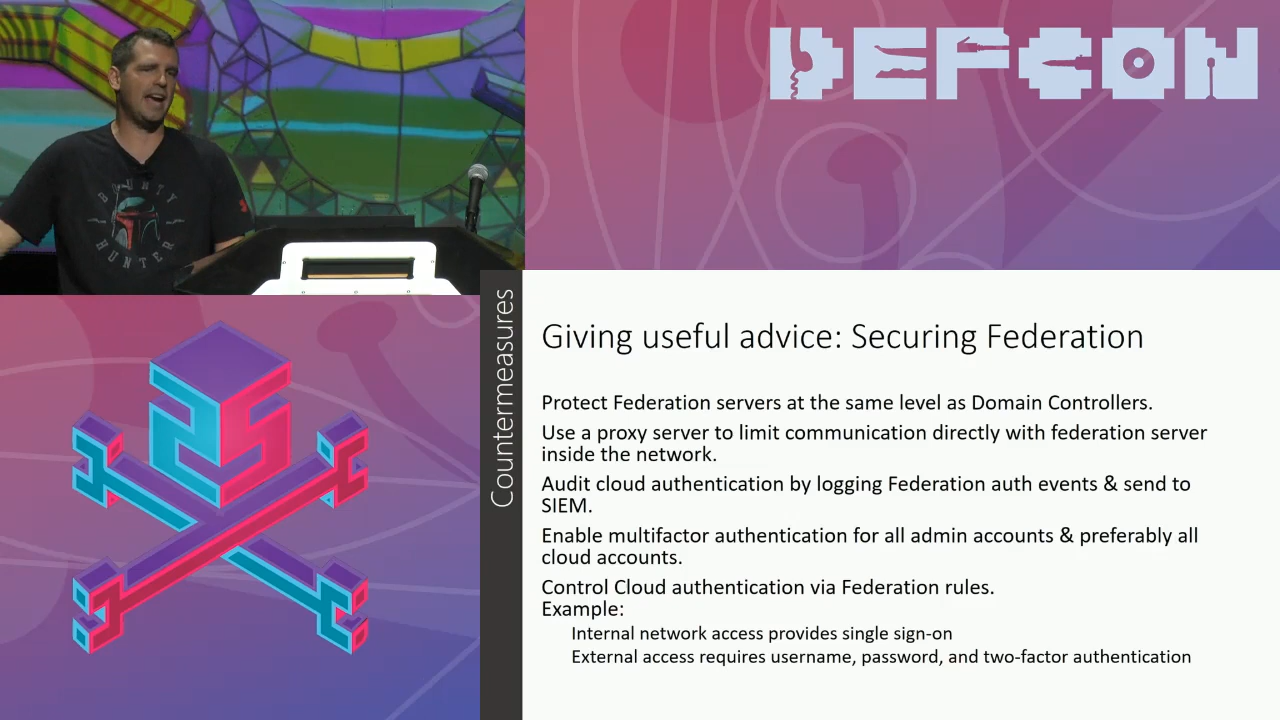 DEFCON
BOUNTY
HUNTER
25
Countermeasures
Giving useful advice: Securing Federation
Protect Federation servers at the same level as Domain Controllers.
Use a proxy server to limit communication directly with federation server
inside the network.
Audit cloud authentication by logging Federation auth events & send to
SIEM.
Enable multifactor authentication for all admin accounts & preferably all
cloud accounts.
Control Cloud authentication via Federation rules.
Example:
Internal network access provides single sign-on
External access requires username, password, and two-factor authentication